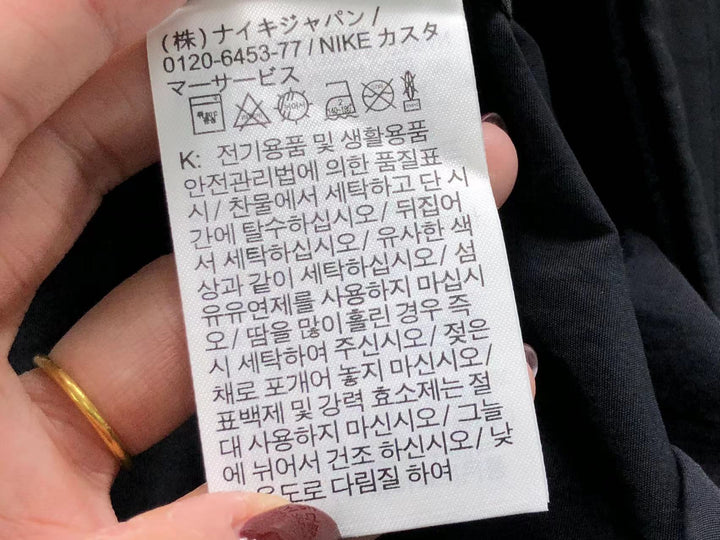 (株)ナイキジャパン/
0120-6453-77/NIKE カスタ
マーサービス
K: 전기용품 및 생활용품
안전관리법에 의한 품질표
시/ 찬물에서 세탁하고 단 시
간에 탈수하십시오/ 뒤집어
서 세탁하십시오/ 유사한 색
상과 같이 세탁하십시오/ 섬
유유연제를 사용하지 마십시
오/ 땀을 많이 흘린 경우 즉
시 세탁하여 주신시오/ 젖은
채로 포개어 놓지 마신시오/
표백제 및 강력 효소제는 절
대 사용하지 마신시오/ 그늘
에 뉘어서 건조 하신시오/ 낮
온도로 다림질 하여